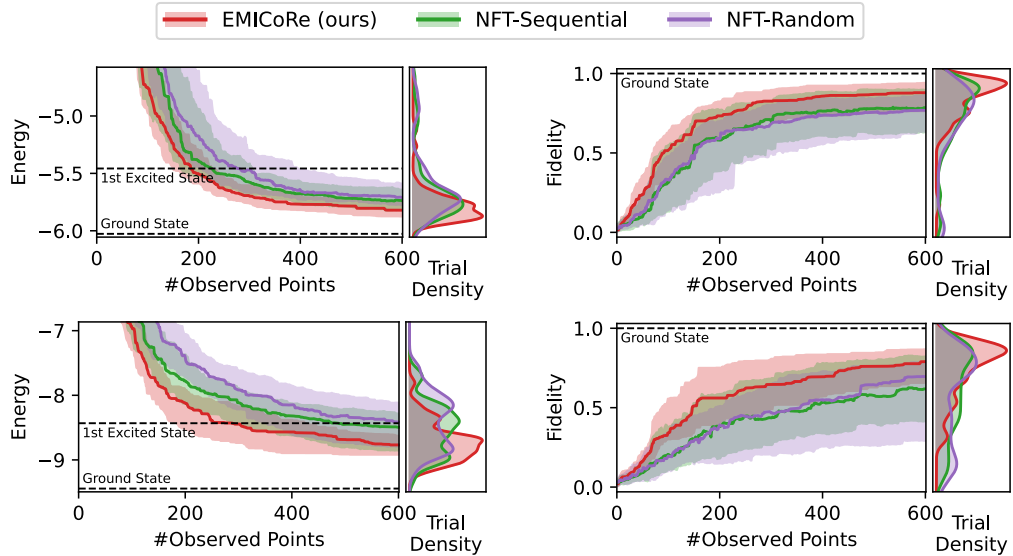 EMICoRe (ours) NFT-Sequential NFT-Random
Energy
−5.0
−5.5
−6.0
1st Excited State
Ground State
0 200 400 600
#Observed Points
Trial
Density
Fidelity
1.0
0.5
0.0
Ground State
0 200 400 600
#Observed Points
Trial
Density
Energy
−7
−8
−9
1st Excited State
Ground State
200 400 600
#Observed Points
Trial
Density
Fidelity
1.0
0.5
0.0
Ground State
0 200 400 600
#Observed Points
Trial
Density